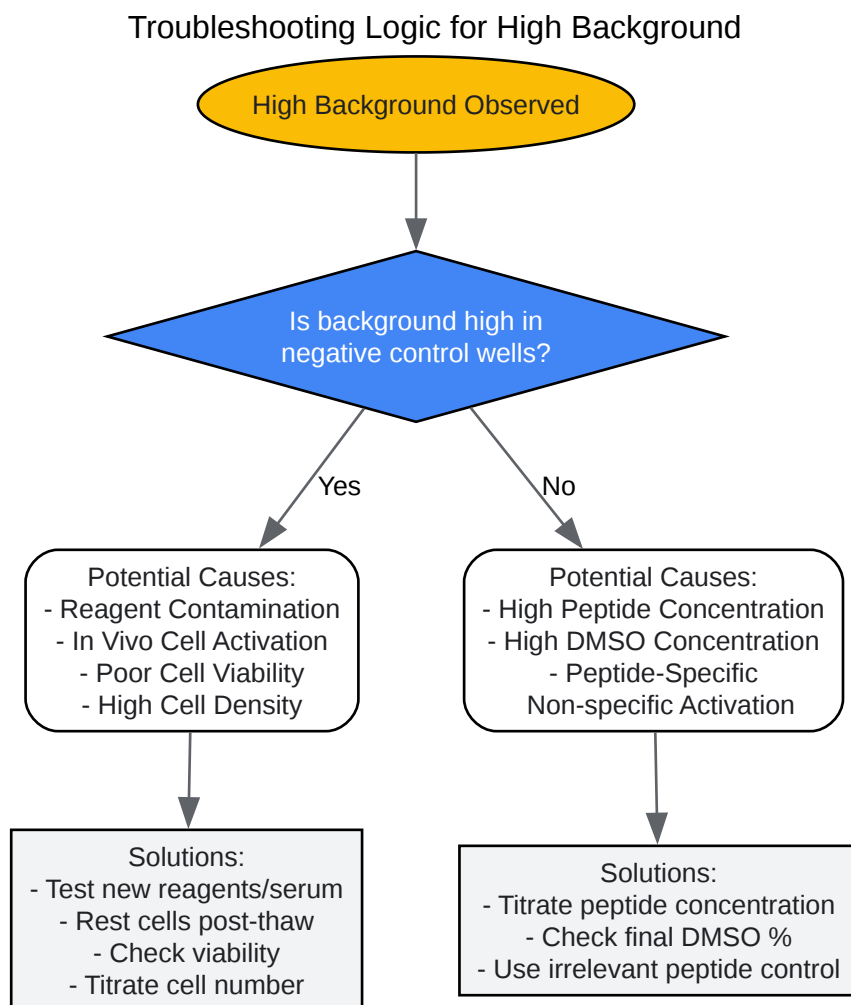 Troubleshooting Logic for High Background
High Background Observed
Is background high in
negative control wells?
Yes
No
Potential Causes:
- Reagent Contamination
- In Vivo Cell Activation
- Poor Cell Viability
- High Cell Density
Potential Causes:
- High Peptide Concentration
- High DMSO Concentration
- Peptide-Specific
Non-specific Activation
Solutions:
- Test new reagents/serum
- Rest cells post-thaw
- Check viability
- Titrate cell number
Solutions:
- Titrate peptide concentration
- Check final DMSO %
- Use irrelevant peptide control